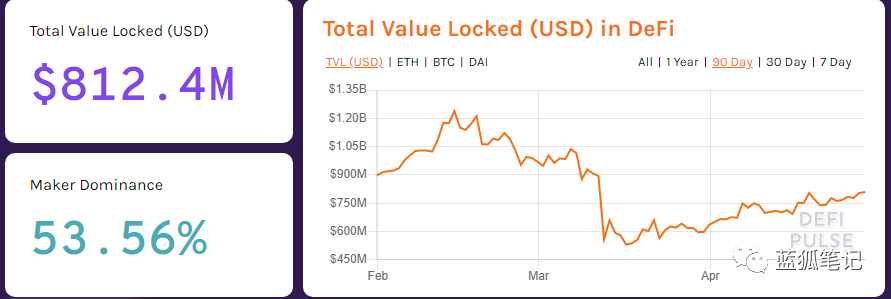 Total Value Locked (USD)
$812.4M
Maker Dominance
53.56%
Total Value Locked (USD) in DeFi
TVL (USD) | ETH | BTC | DAI
All | 1 Year | 90 Day | 30 Day | 7 Day
$1.35B
$1.20B
$1.05B
$900M
$750M
$600M
$450M
Feb
Mar
Apr
DEFI
PULSE
蓝狐笔记